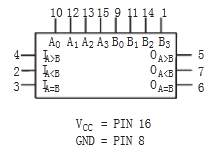 10 12 13 15 9 11 14 1
A0 A1 A2 A3 B0 B1 B2 B3
4 IA>B OA>B 5
2 IA<B OA<B 7
3 IA=B OA=B 6
VCC = PIN 16
GND = PIN 8